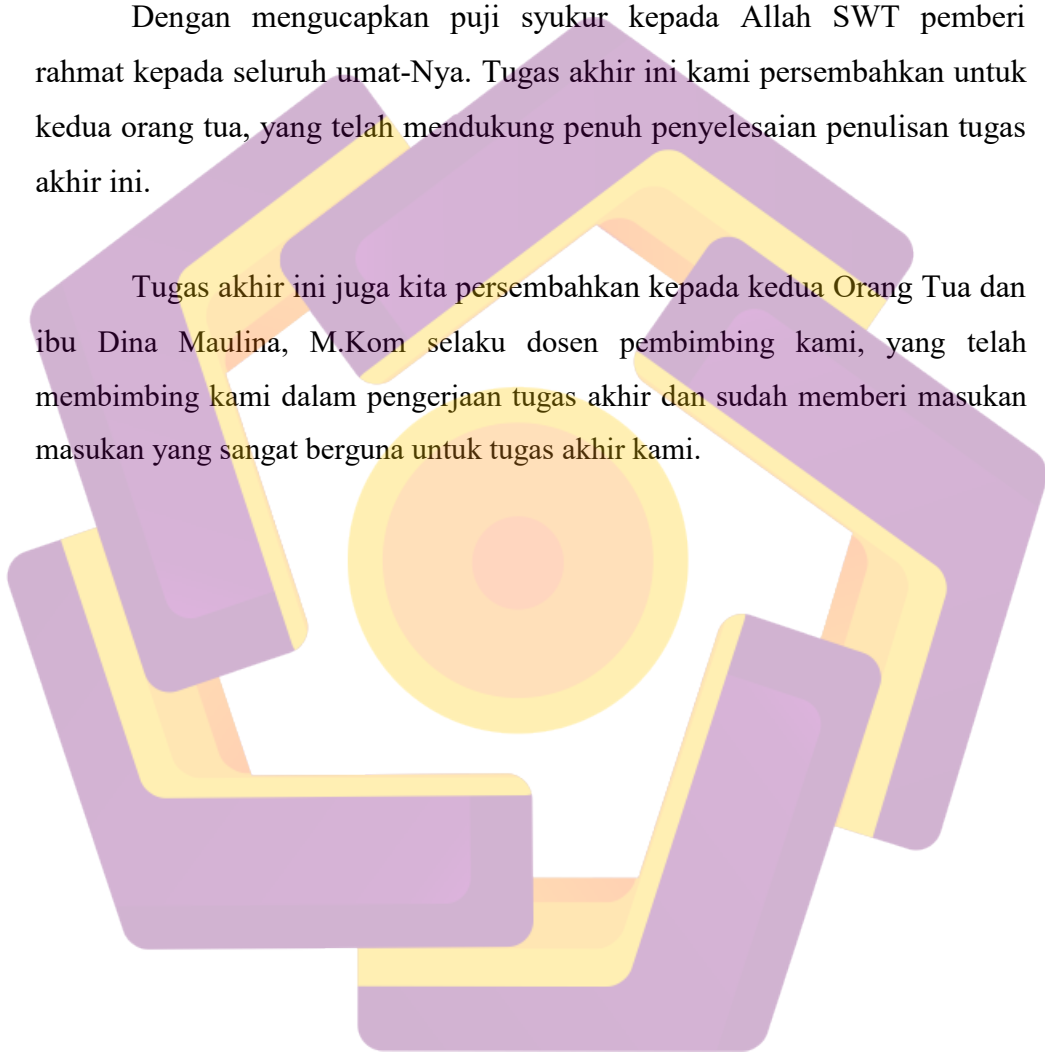 Dengan mengucapkan puji syukur kepada Allah SWT pemberi
rahmat kepada seluruh umat-Nya. Tugas akhir ini kami persembahkan untuk
kedua orang tua, yang telah mendukung penuh penyelesaian penulisan tugas
akhir ini.
Tugas akhir ini juga kita persembahkan kepada kedua Orang Tua dan
ibu Dina Maulina, M.Kom selaku dosen pembimbing kami, yang telah
membimbing kami dalam pengerjaan tugas akhir dan sudah memberi masukan
masukan yang sangat berguna untuk tugas akhir kami.